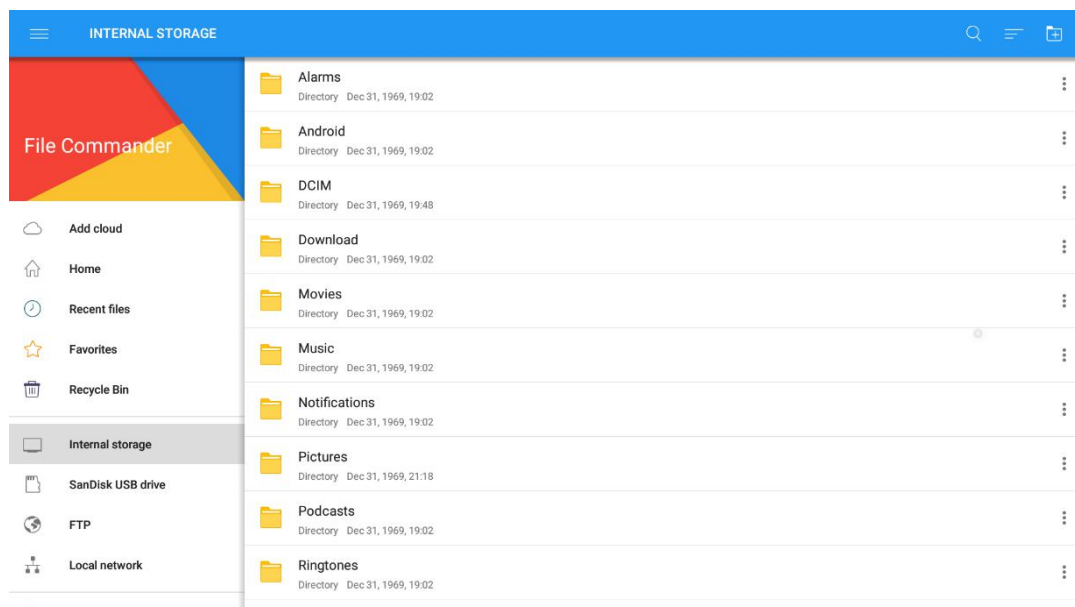 INTERNAL STORAGE
File Commander
Add cloud
Home
Recent files
Favorites
Recycle Bin
Internal storage
SanDisk USB drive
FTP
Local network
Alarms
Directory Dec 31, 1969, 19:02
Android
Directory Dec 31, 1969, 19:02
DCIM
Directory Dec 31, 1969, 19:48
Download
Directory Dec 31, 1969, 19:02
Movies
Directory Dec 31, 1969, 19:02
Music
Directory Dec 31, 1969, 19:02
Notifications
Directory Dec 31, 1969, 19:02
Pictures
Directory Dec 31, 1969, 21:18
Podcasts
Directory Dec 31, 1969, 19:02
Ringtones
Directory Dec 31, 1969, 19:02